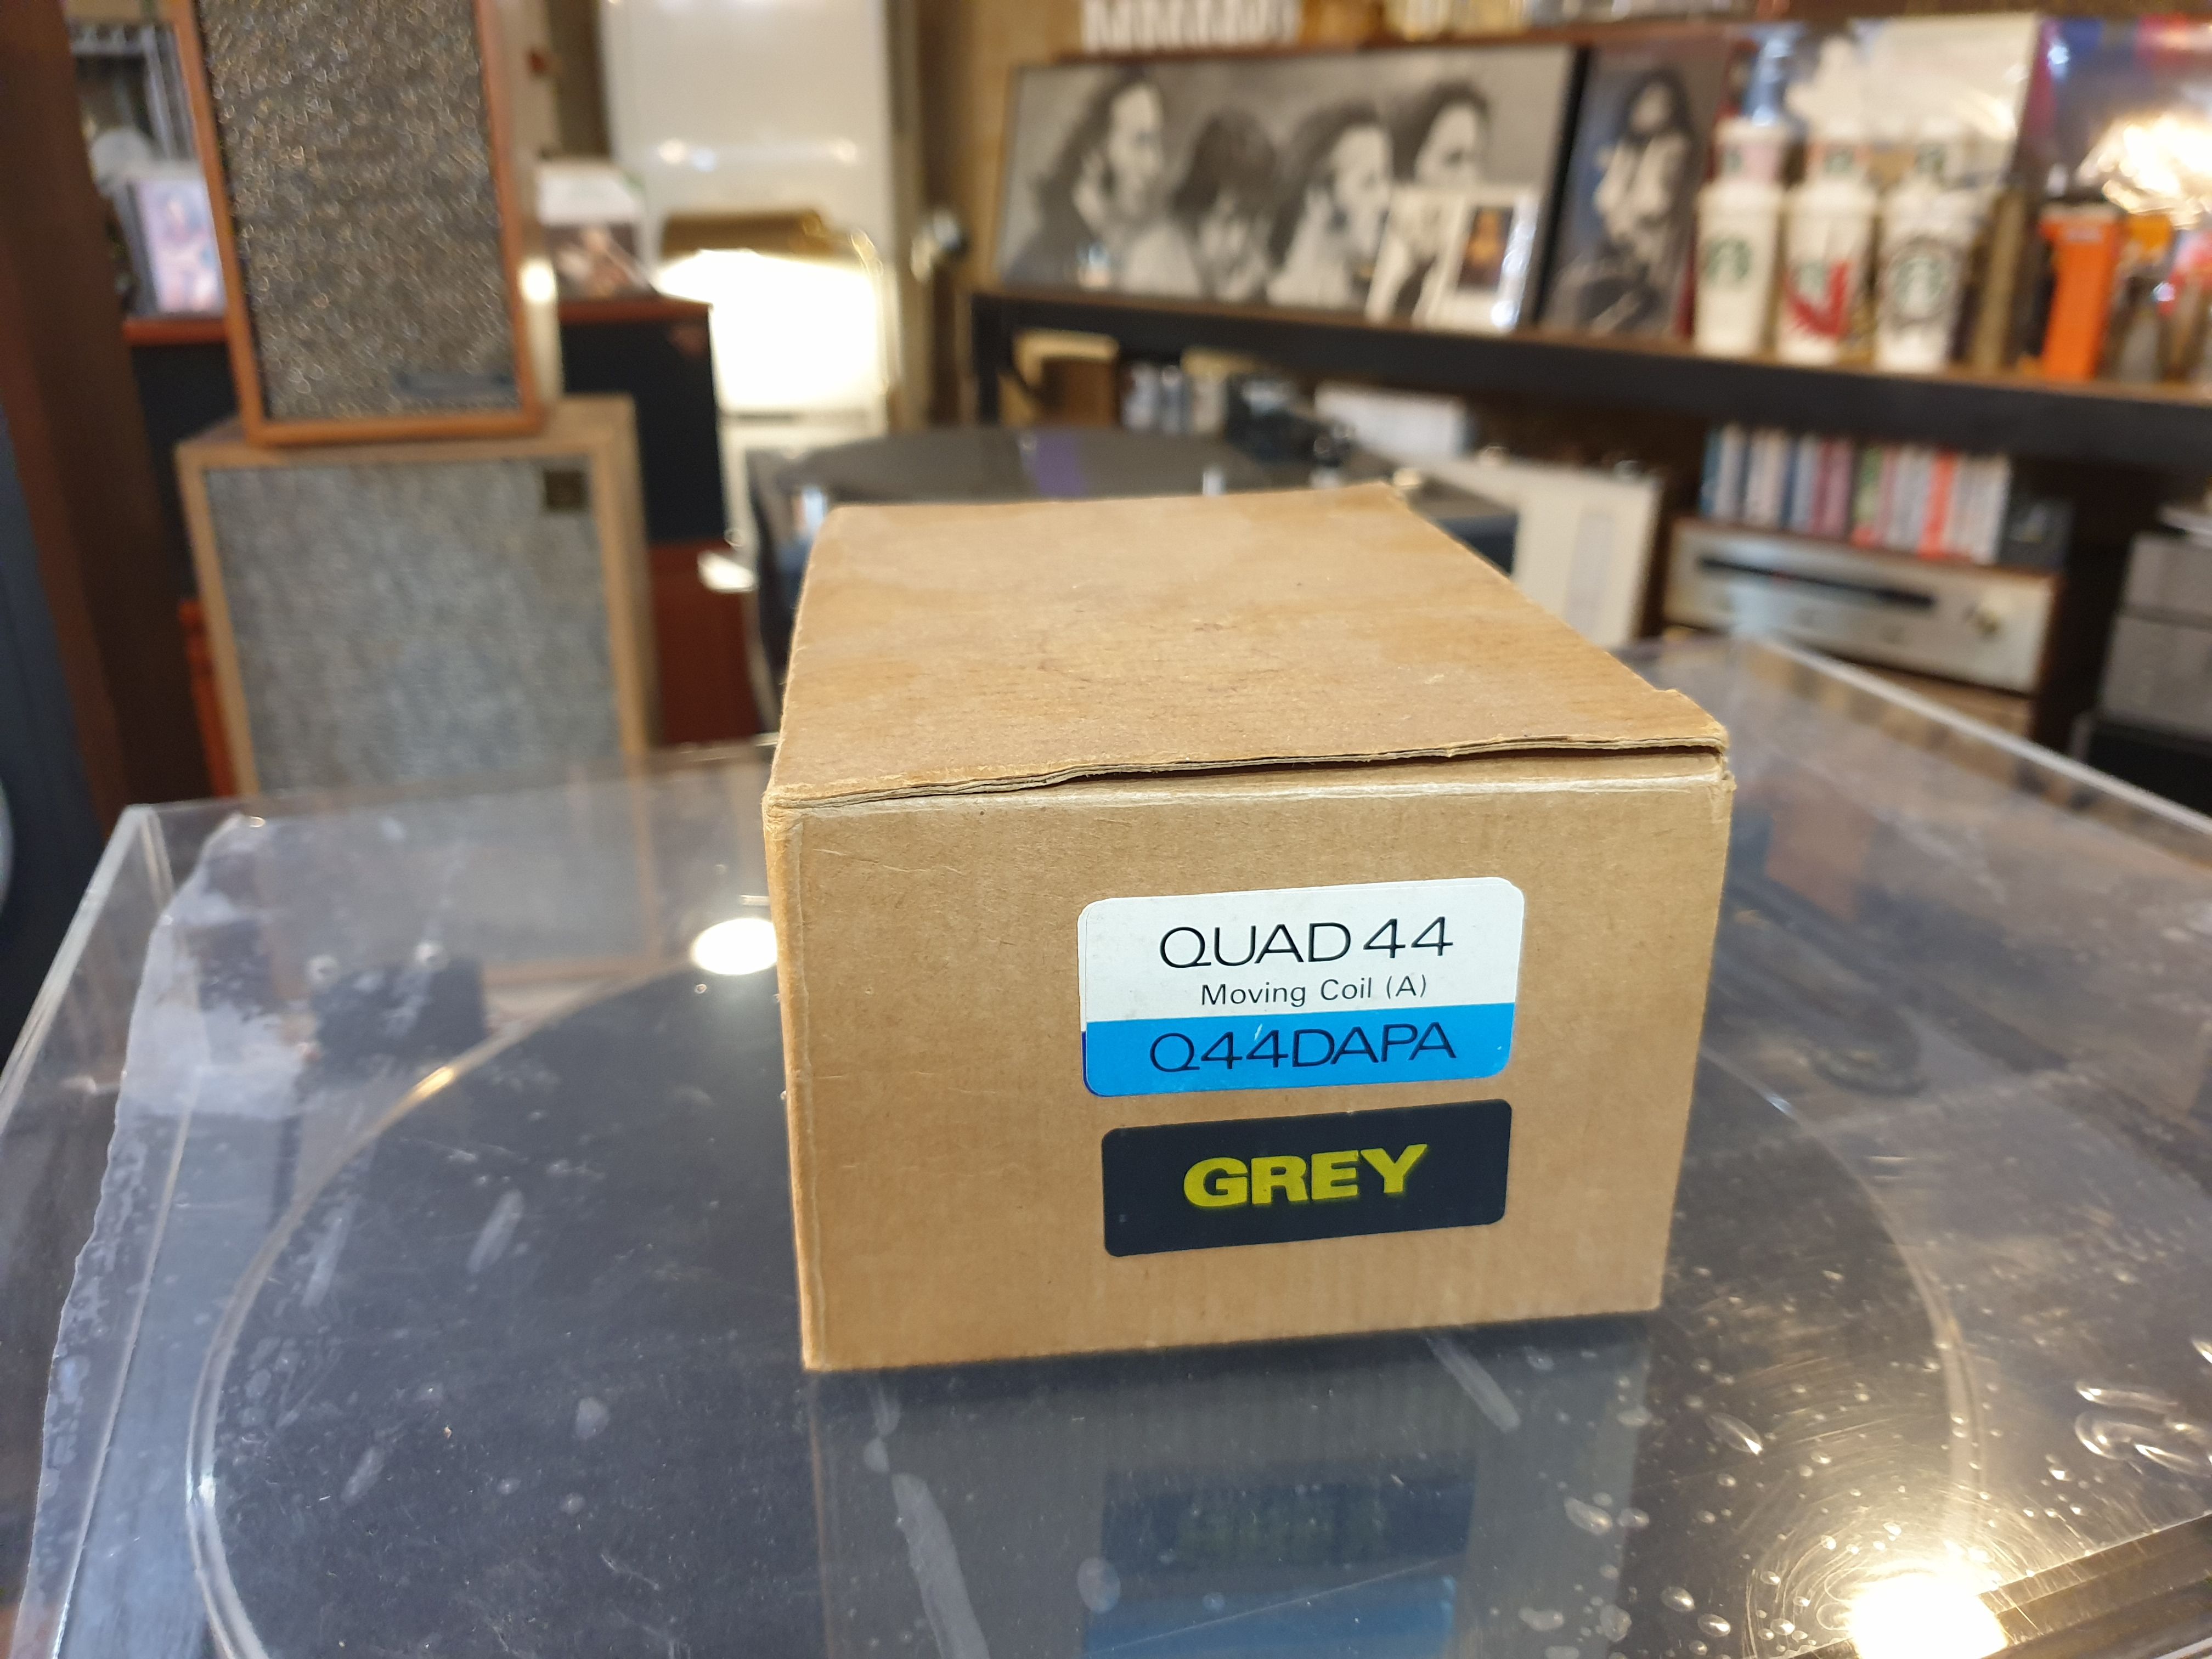 QUAD 44
Moving Coil (A)
Q44DAPA
GREY